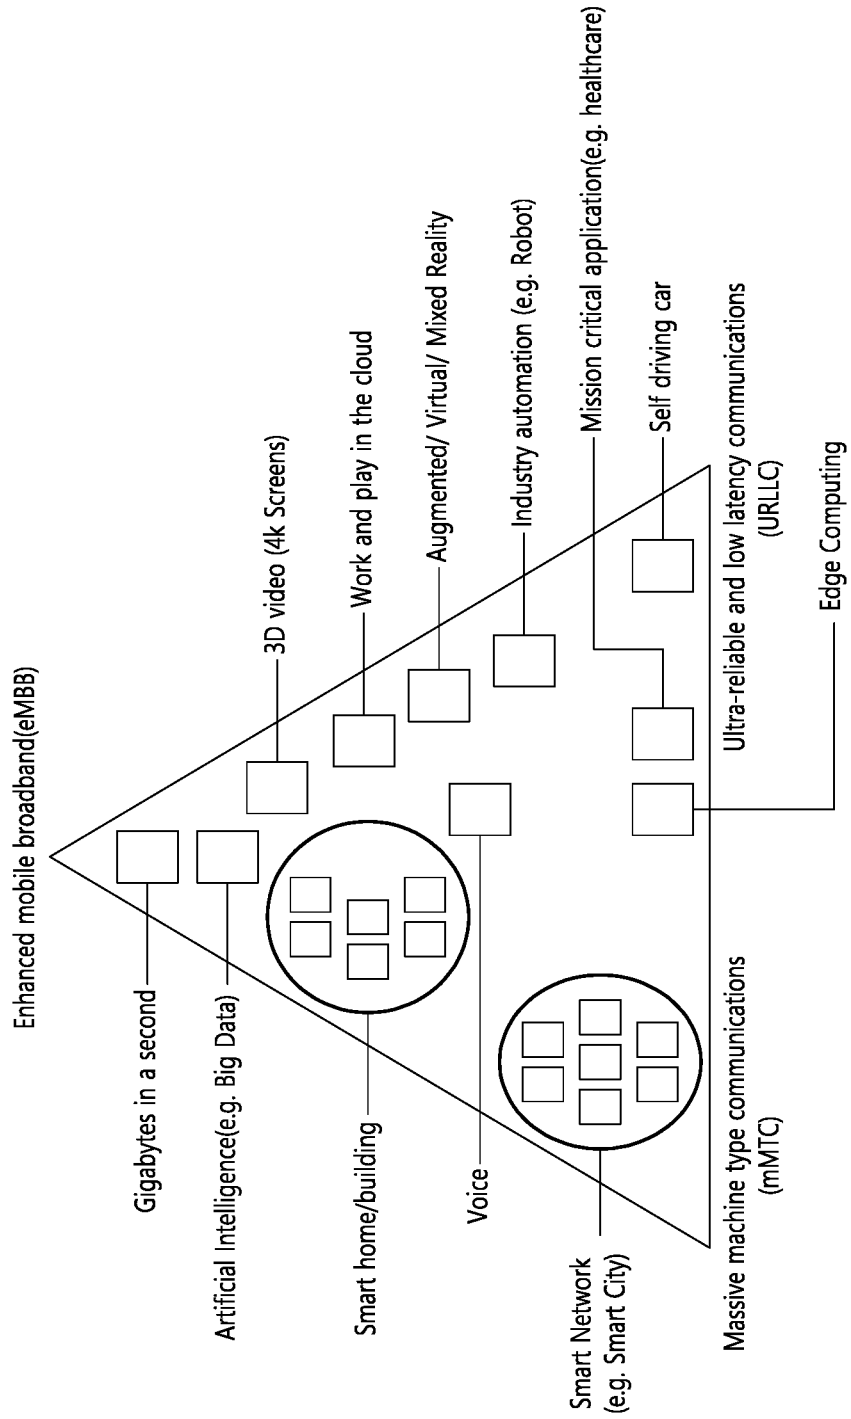 Enhanced mobile broadband(eMBB)
Gigabytes in a second
Artificial Intelligence(e.g. Big Data)
3D video (4k Screens)
Smart home/building
Work and play in the cloud
Augmented/ Virtual/ Mixed Reality
Voice
Industry automation (e.g. Robot)
Smart Network
(e.g. Smart City)
Mission critical application(e.g. healthcare)
Self driving car
Massive machine type communications
(mMTC)
Ultra-reliable and low latency communications
(URLLC)
Edge Computing